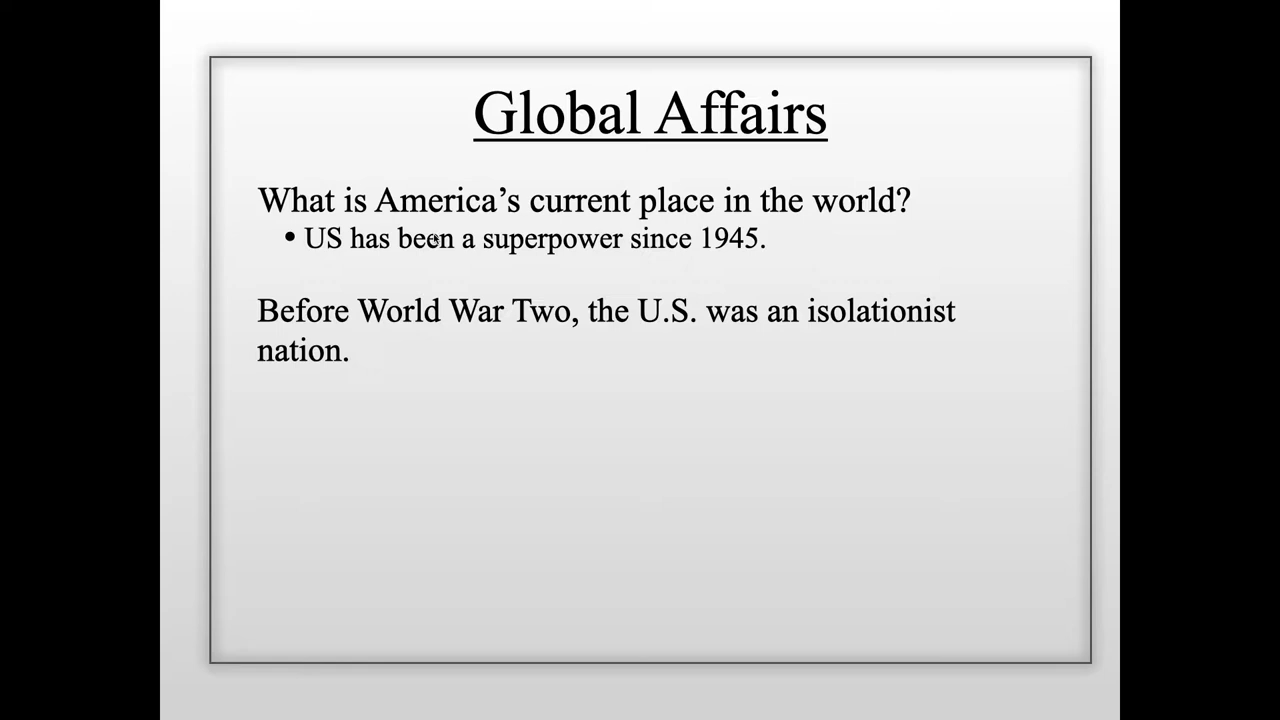 Global Affairs
What is America’s current place in the world?
• US has been a superpower since 1945.
Before World War Two, the U.S. was an isolationist
nation.